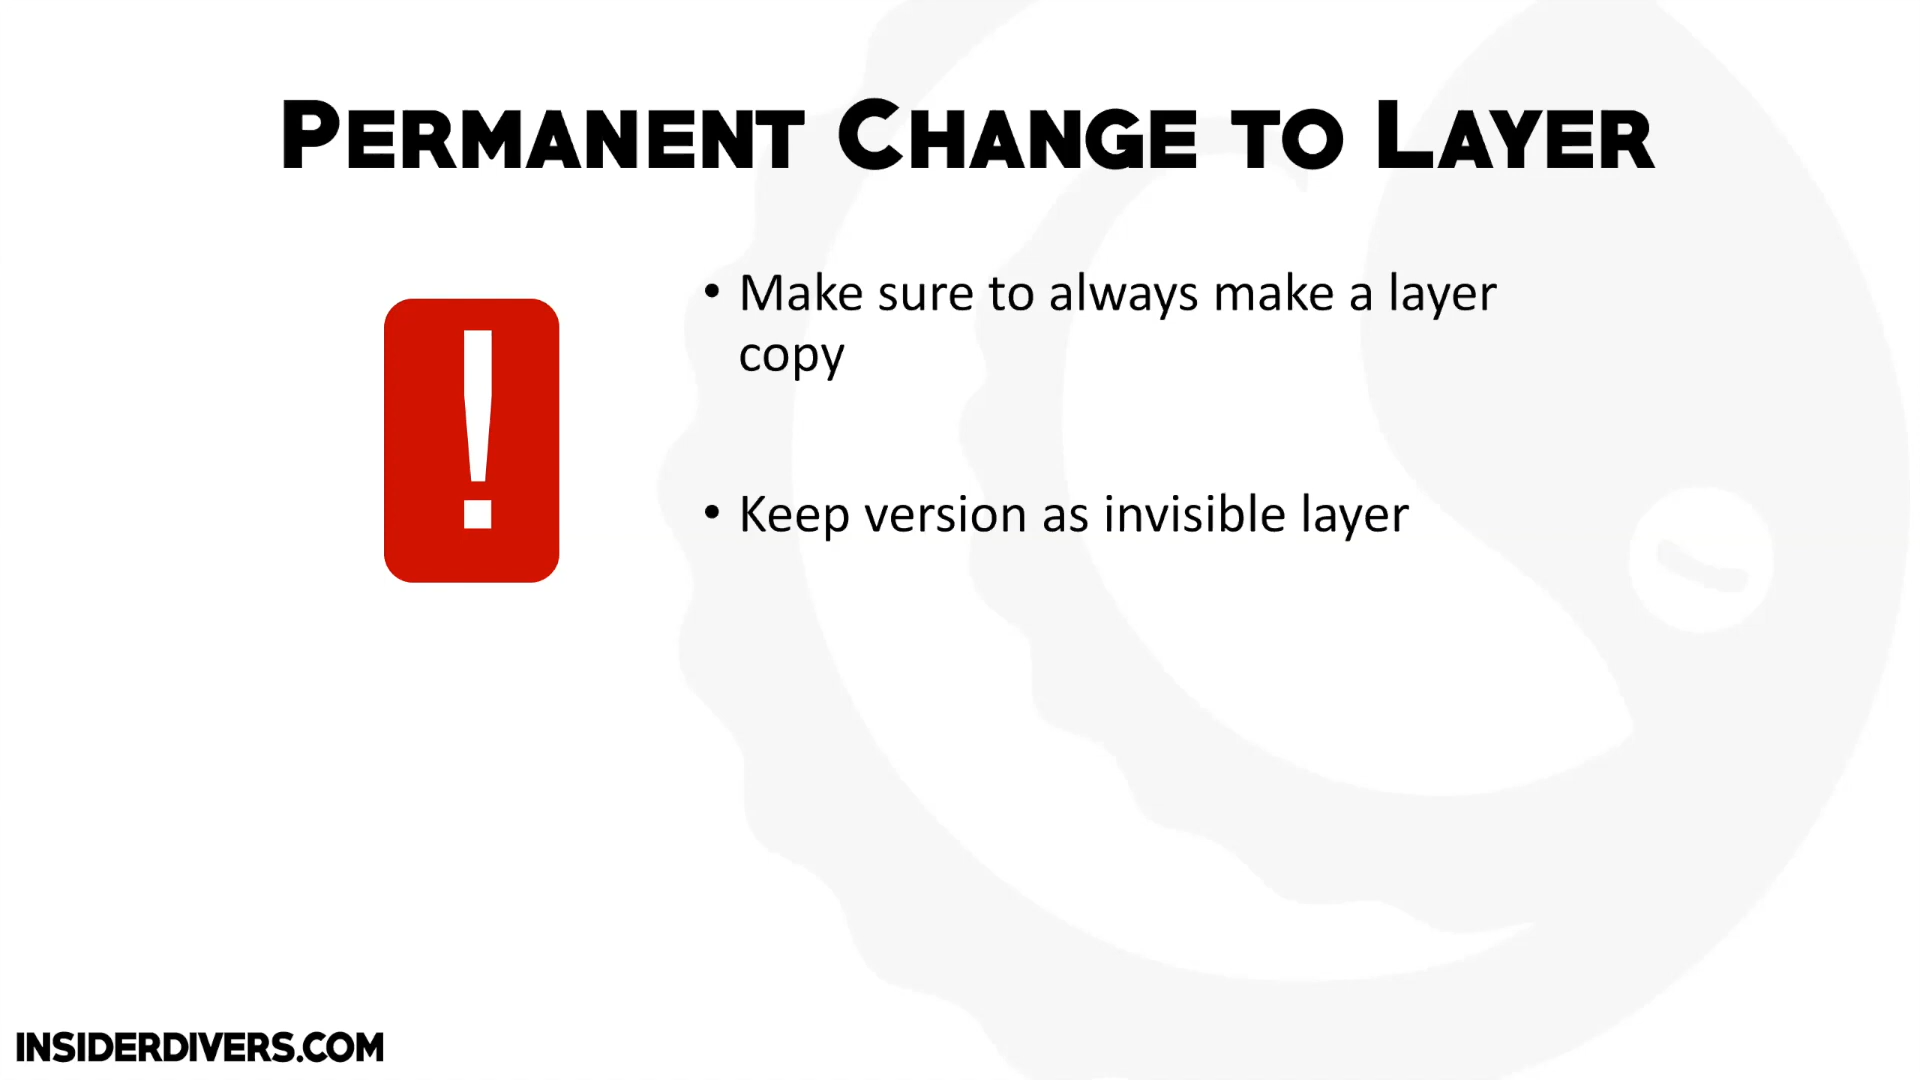 PERMANENT CHANGE TO LAYER
!
• Make sure to always make a layer
copy
• Keep version as invisible layer
INSIDERDIVERS.COM